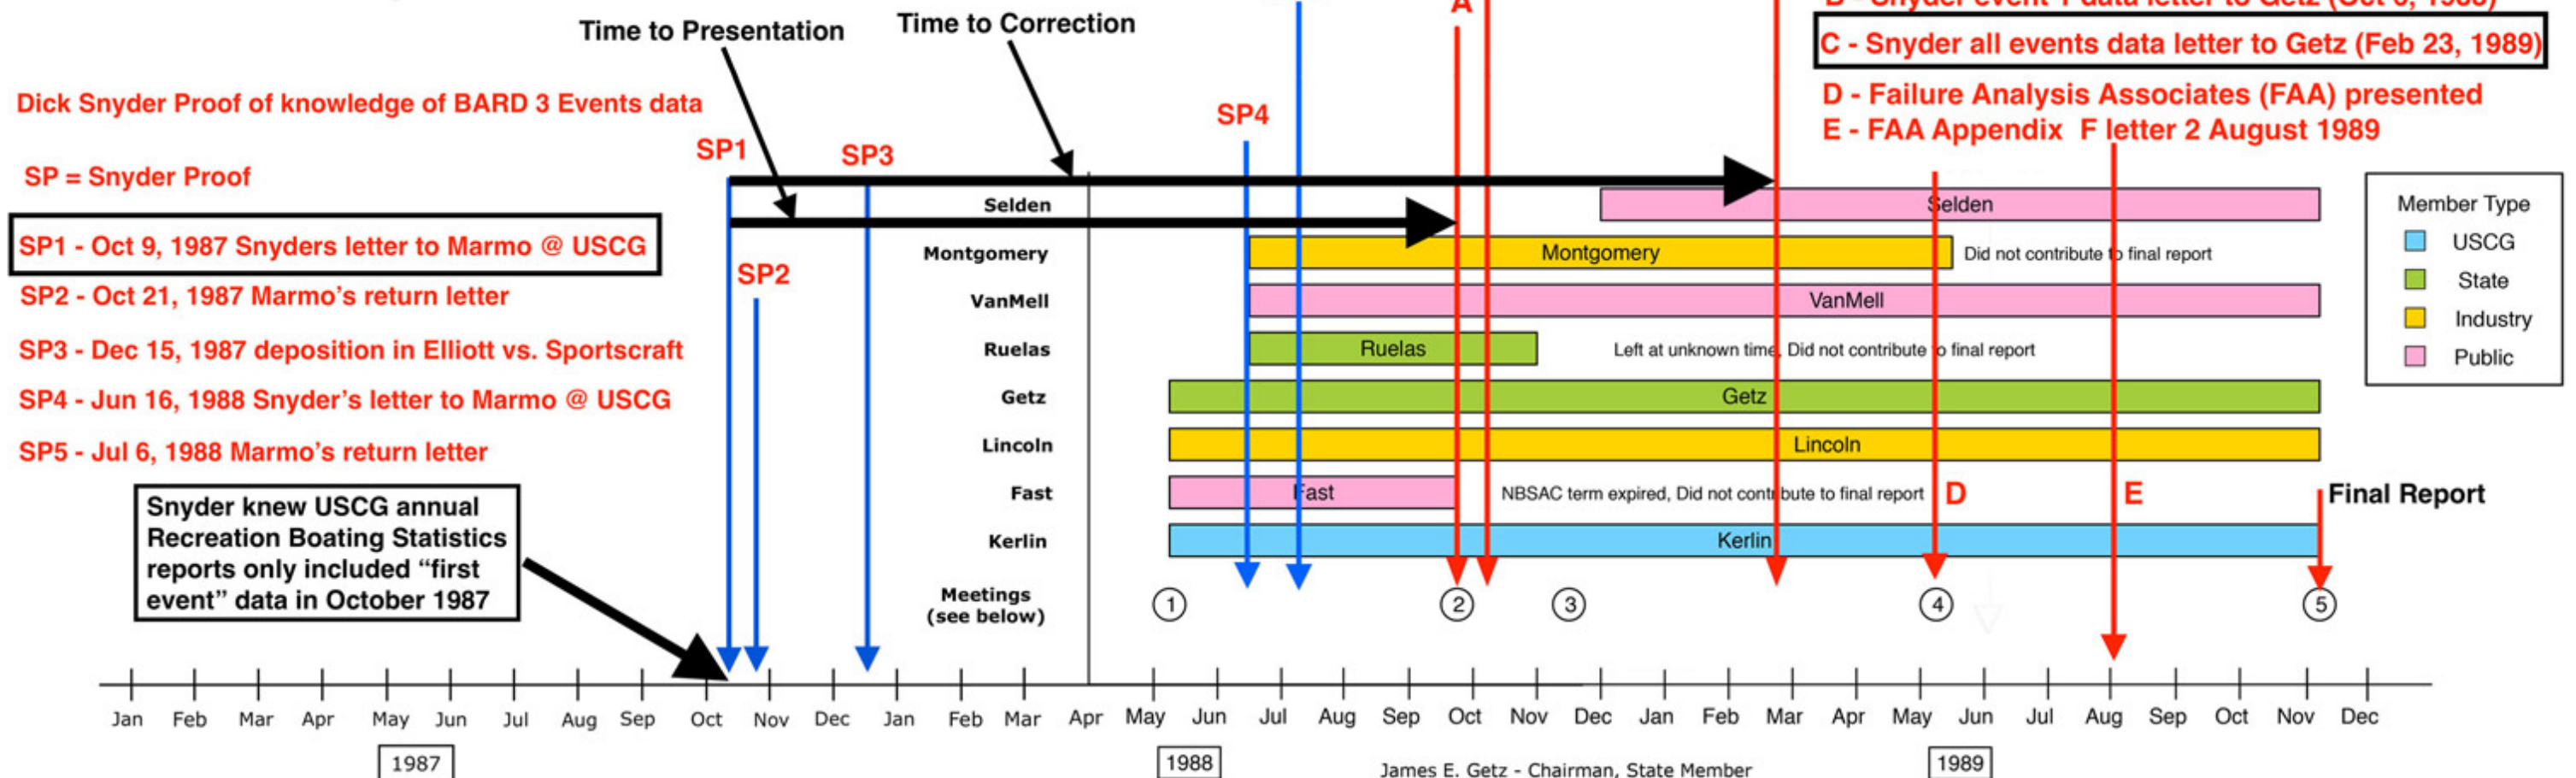 Time to Presentation
Time to Correction
A
B - Snyder event 1 data letter to Getz (Oct 6, 1988)
C - Snyder all events data letter to Getz (Feb 23, 1989)
D - Failure Analysis Associates (FAA) presented
E - FAA Appendix F letter 2 August 1989
Dick Snyder Proof of knowledge of BARD 3 Events data
SP = Snyder Proof
SP1 - Oct 9, 1987 Snyders letter to Marmo @ USCG
SP2 - Oct 21, 1987 Marmo's return letter
SP3 - Dec 15, 1987 deposition in Elliott vs. Sportscraft
SP4 - Jun 16, 1988 Snyder's letter to Marmo @ USCG
SP5 - Jul 6, 1988 Marmo's return letter
Snyder knew USCG annual
Recreation Boating Statistics
reports only included “first
event” data in October 1987
SP1
SP2
SP3
SP4
Selden
Selden
Montgomery
Montgomery
Did not contribute to final report
VanMell
VanMell
Ruelas
Ruelas
Left at unknown time, Did not contribute to final report
Getz
Getz
Lincoln
Lincoln
Fast
Fast
NBSAC term expired, Did not contribute to final report
D
E
Final Report
Kerlin
Kerlin
Meetings
(see below)
1
2
3
4
5
Member Type
USCG
State
Industry
Public
Jan Feb Mar Apr May Jun Jul Aug Sep Oct Nov Dec Jan Feb Mar Apr May Jun Jul Aug Sep Oct Nov Dec Jan Feb Mar Apr May Jun Jul Aug Sep Oct Nov Dec
1987
1988
1989
James E. Getz - Chairman, State Member